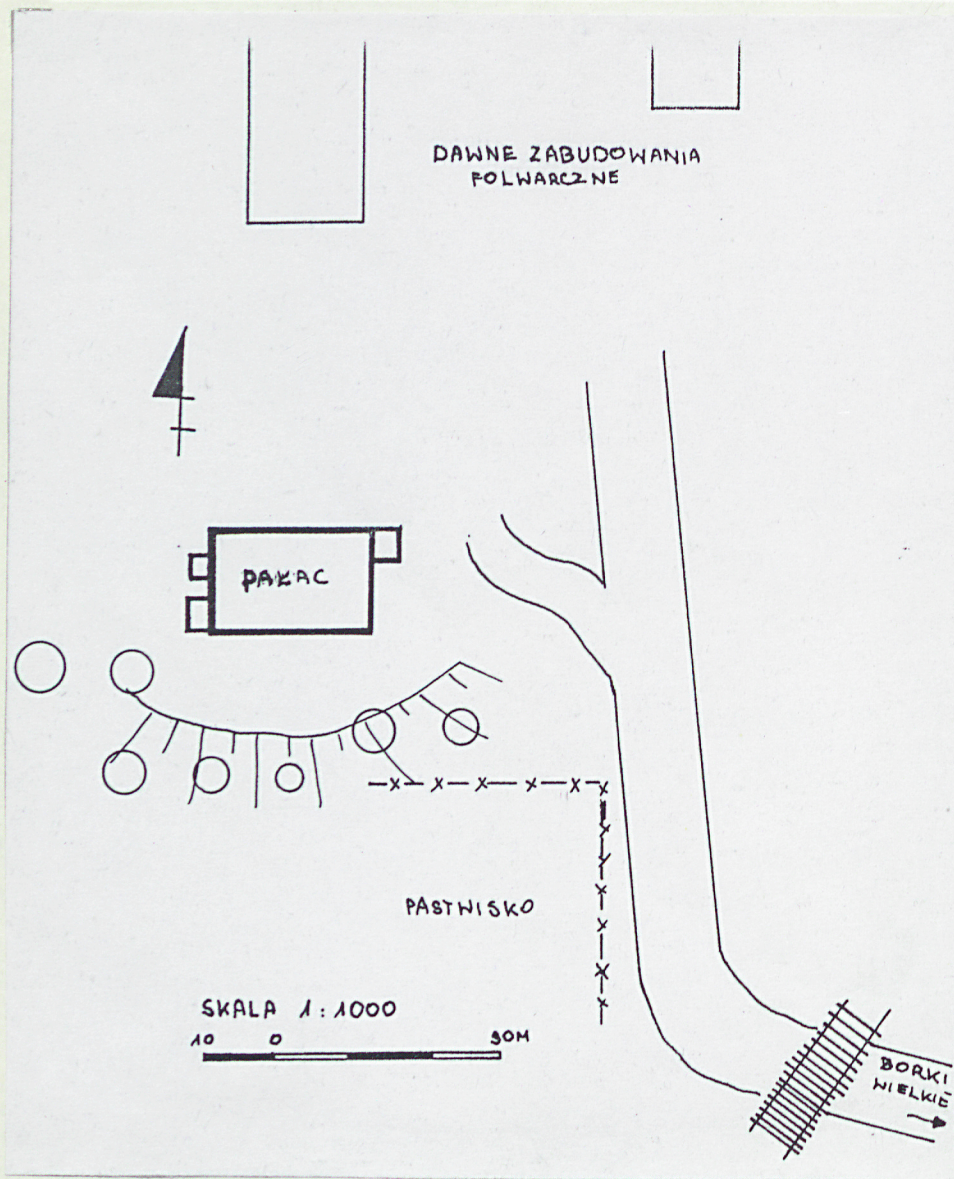 DAWNE ZABUDOWANIA
FOLWARCZNE
PAŁAC
PASTWISKO
SKALA 1:1000
10 0 30M
BORKI
WIELKIE